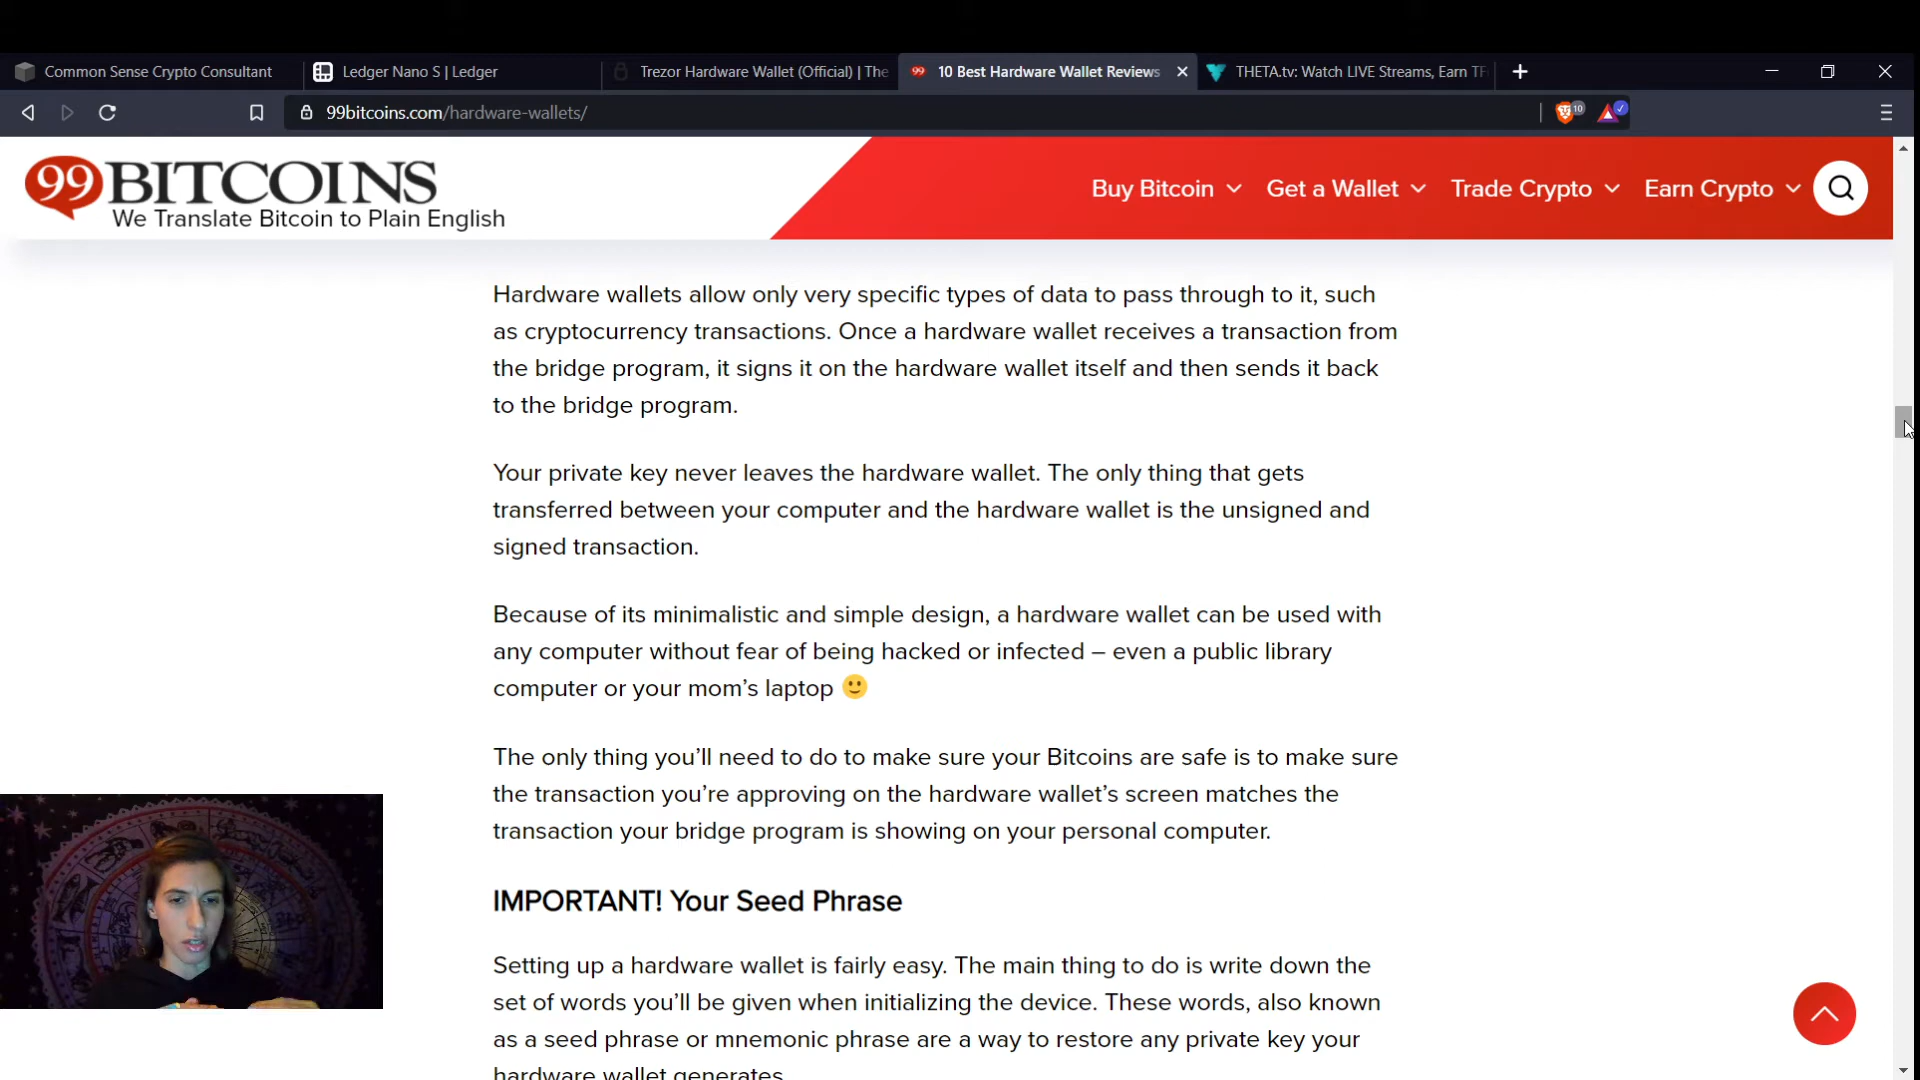 Common Sense Crypto Consultant
Ledger Nano S | Ledger
Trezor Hardware Wallet (Official) | The
99 10 Best Hardware Wallet Reviews
THETA.tv: Watch LIVE Streams, Earn TF
99bitcoins.com/hardware-wallets/
10
99BITCOINS
We Translate Bitcoin to Plain English
Buy Bitcoin
Get a Wallet
Trade Crypto
Earn Crypto
Hardware wallets allow only very specific types of data to pass through to it, such
as cryptocurrency transactions. Once a hardware wallet receives a transaction from
the bridge program, it signs it on the hardware wallet itself and then sends it back
to the bridge program.
Your private key never leaves the hardware wallet. The only thing that gets
transferred between your computer and the hardware wallet is the unsigned and
signed transaction.
Because of its minimalistic and simple design, a hardware wallet can be used with
any computer without fear of being hacked or infected – even a public library
computer or your mom’s laptop 🙂
The only thing you’ll need to do to make sure your Bitcoins are safe is to make sure
the transaction you’re approving on the hardware wallet’s screen matches the
transaction your bridge program is showing on your personal computer.
IMPORTANT! Your Seed Phrase
Setting up a hardware wallet is fairly easy. The main thing to do is write down the
set of words you’ll be given when initializing the device. These words, also known
as a seed phrase or mnemonic phrase are a way to restore any private key your
hardware wallet generates.